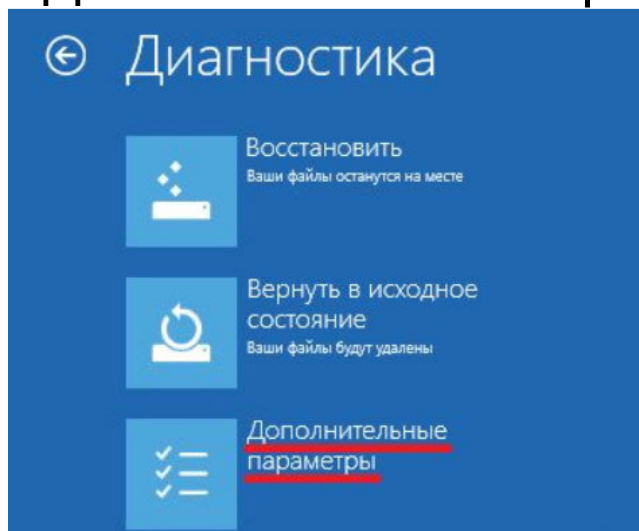 Диагностика
Восстановить
Ваши файлы останутся на месте
Вернуть в исходное
состояние
Ваши файлы будут удалены
Дополнительные
параметры